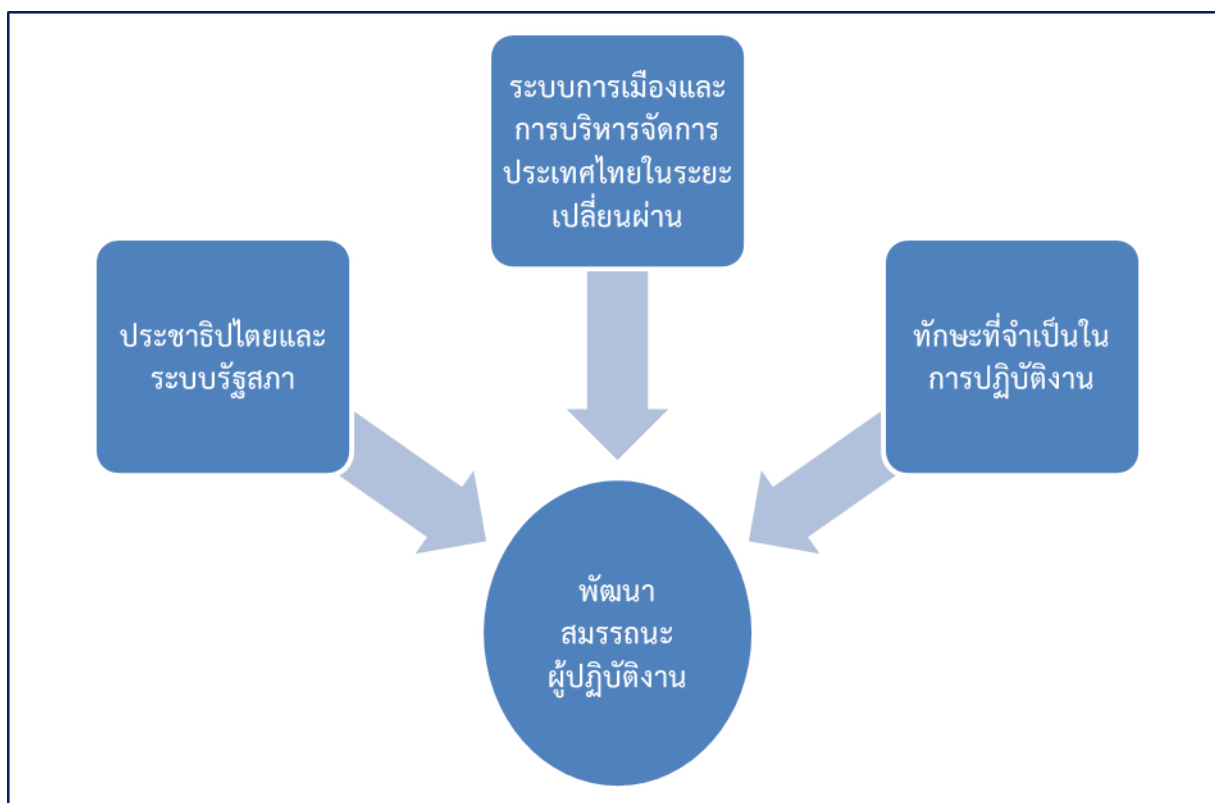 ระบบการเมืองและ
การบริหารจัดการ
ประเทศไทยในระยะ
เปลี่ยนผ่าน
ประชาธิปไตยและ
ระบบรัฐสภา
ทักษะที่จำเป็นใน
การปฏิบัติงาน
พัฒนา
สมรรถนะ
ผู้ปฏิบัติงาน